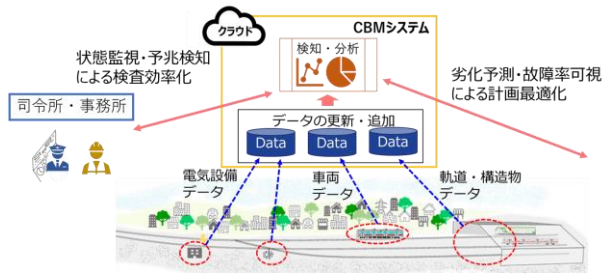 クラウド
CBMシステム
検知・分析
状態監視・予兆検知
による検査効率化
劣化予測・故障率可視
による計画最適化
司令所・事務所
データの更新・追加
Data
Data
Data
電気設備
データ
車両
データ
軌道・構造物
データ